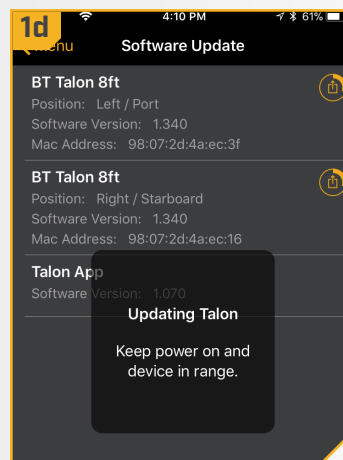 1d
4:10 PM
61%
Menu
Software Update
BT Talon 8ft
Position: Left / Port
Software Version: 1.340
Mac Address: 98:07:2d:4a:ec:3f
BT Talon 8ft
Position: Right / Starboard
Software Version: 1.340
Mac Address: 98:07:2d:4a:ec:16
Talon App
Software Version: 1.070
Updating Talon
Keep power on and
device in range.